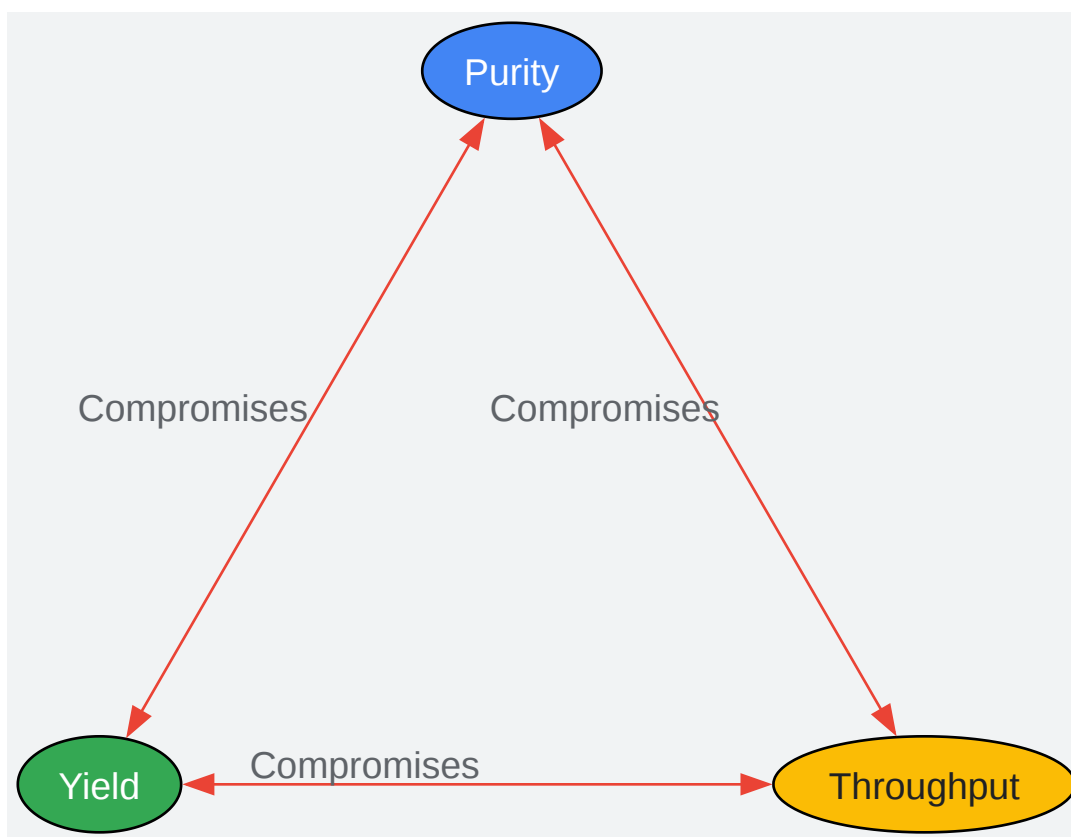 Purity
Compromises
Compromises
Compromises
Yield
Throughput